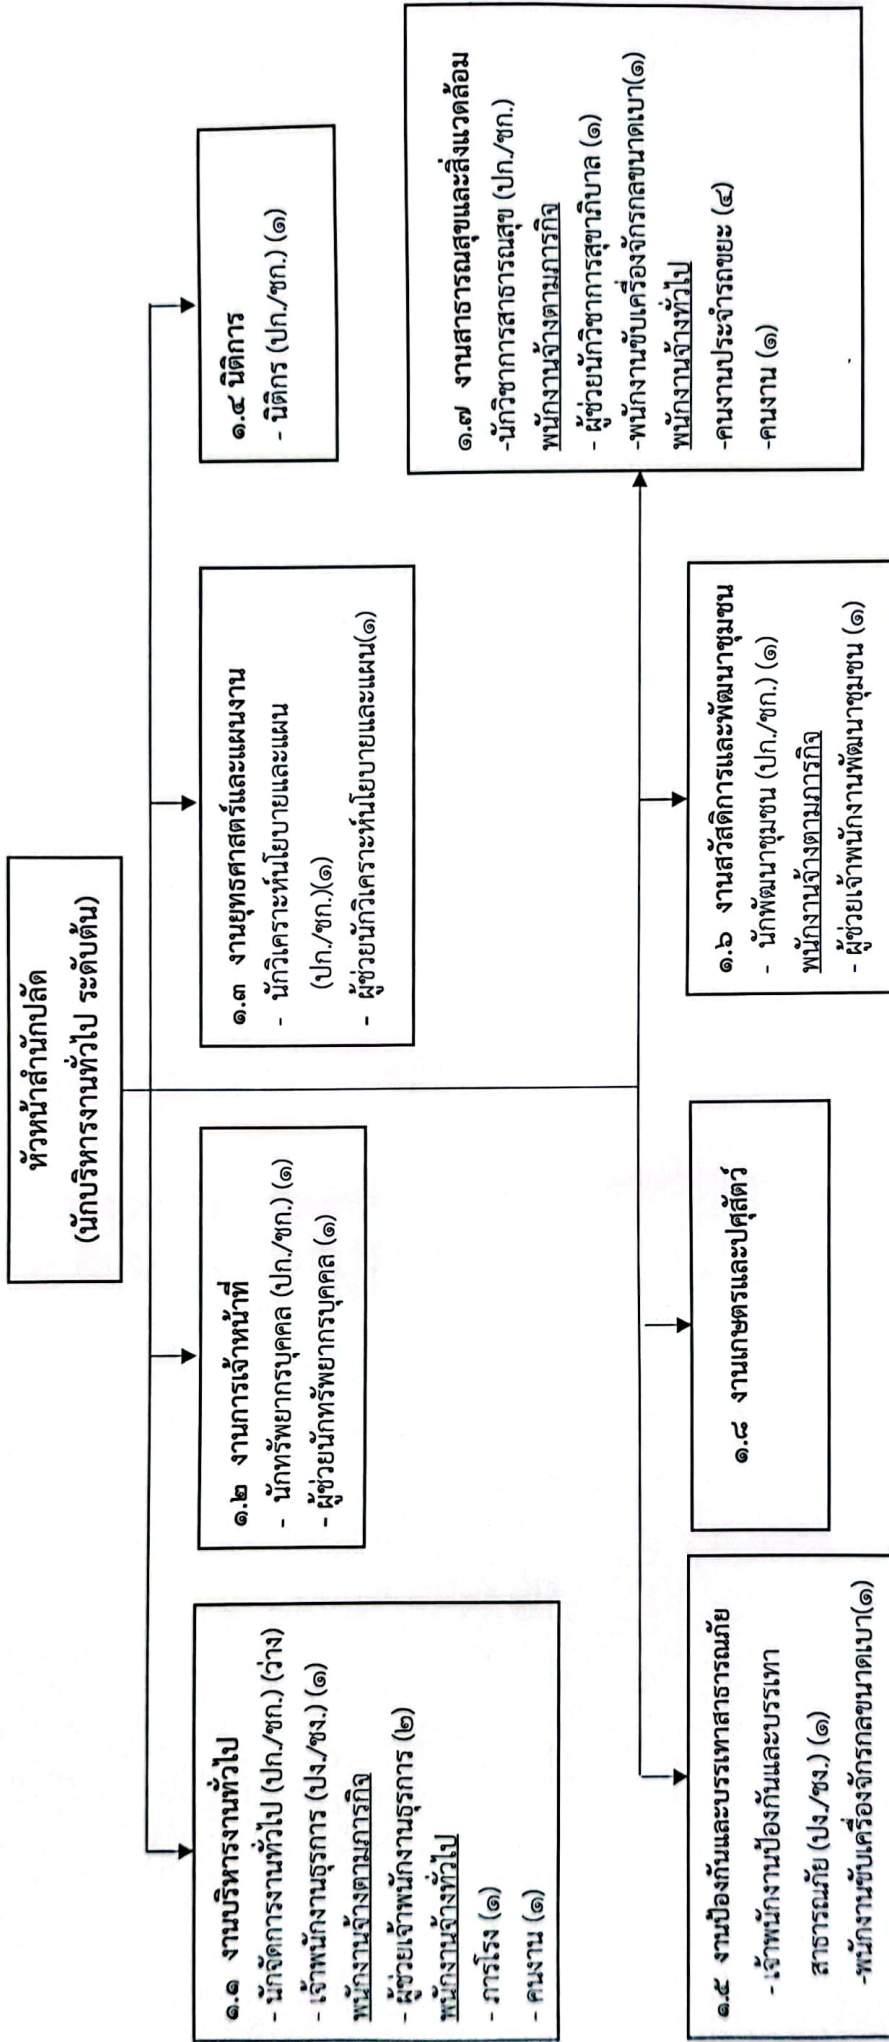 หัวหน้าสำนักปลัด
(นักบริหารงานทั่วไป ระดับต้น)
๑.๑ งานบริหารงานทั่วไป
- นักจัดการงานทั่วไป (ปก./ชก.) (ว่าง)
- เจ้าพนักงานธุรการ (ปง./ชง.) (๑)
พนักงานจ้างตามภารกิจ
- ผู้ช่วยเจ้าพนักงานธุรการ (๒)
พนักงานจ้างทั่วไป
- ภารโรง (๑)
- คนงาน (๑)
๑.๒ งานการเจ้าหน้าที่
- นักทรัพยากรบุคคล (ปก./ชก.) (๑)
- ผู้ช่วยนักทรัพยากรบุคคล (๑)
๑.๓ งานยุทธศาสตร์และแผนงาน
- นักวิเคราะห์นโยบายและแผน
(ปก./ชก.)(๑)
- ผู้ช่วยนักวิเคราะห์นโยบายและแผน(๑)
๑.๔ นิติการ
- นิติกร (ปก./ชก.) (๑)
๑.๕ งานป้องกันและบรรเทาสาธารณภัย
- เจ้าพนักงานป้องกันและบรรเทา
สาธารณภัย (ปง./ชง.) (๑)
-พนักงานขับเครื่องจักรกลขนาดเบา(๑)
๑.๘ งานเกษตรและปศุสัตว์
๑.๖ งานสวัสดิการและพัฒนาชุมชน
- นักพัฒนาชุมชน (ปก./ชก.) (๑)
พนักงานจ้างตามภารกิจ
- ผู้ช่วยเจ้าพนักงานพัฒนาชุมชน (๑)
๑.๗ งานสาธารณสุขและสิ่งแวดล้อม
-นักวิชาการสาธารณสุข (ปก./ชก.)
พนักงานจ้างตามภารกิจ
- ผู้ช่วยนักวิชาการสุขาภิบาล (๑)
-พนักงานขับเครื่องจักรกลขนาดเบา(๑)
พนักงานจ้างทั่วไป
-คนงานประจำรถขยะ (๔)
-คนงาน (๑)